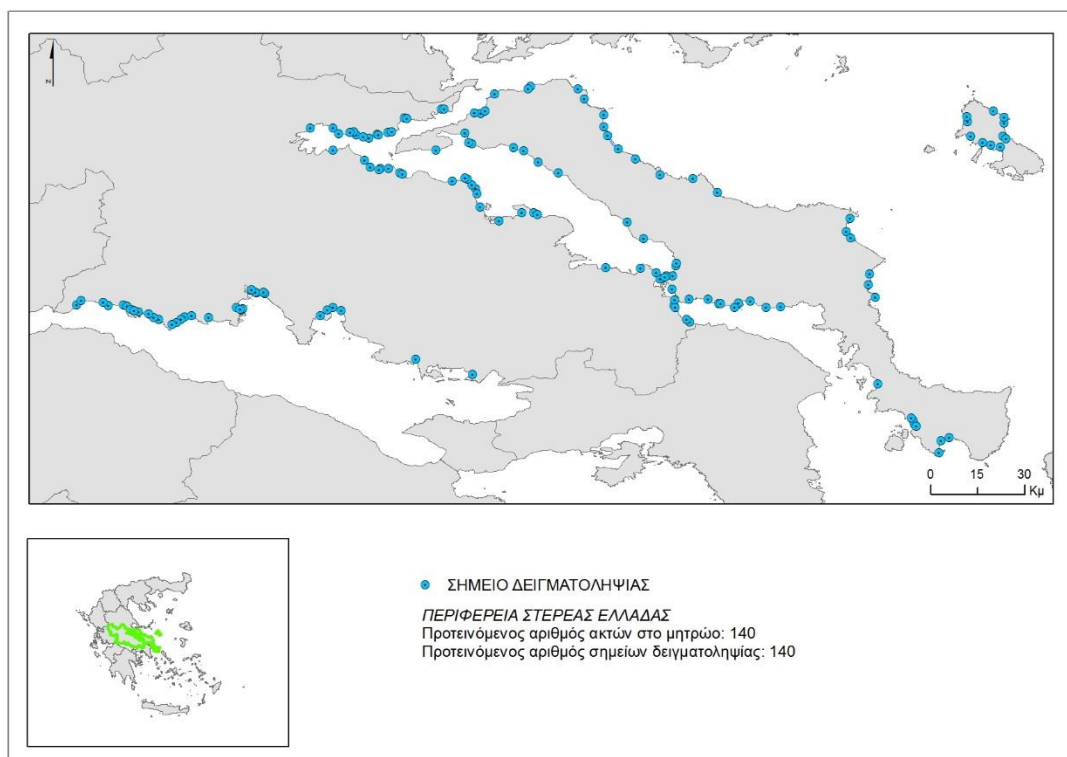 N
0 15 30
Κμ
ΣΗΜΕΙΟ ΔΕΙΓΜΑΤΟΛΗΨΙΑΣ
ΠΕΡΙΦΕΡΕΙΑ ΣΤΕΡΕΑΣ ΕΛΛΑΔΑΣ
Προτεινόμενος αριθμός ακτών στο μητρώο: 140
Προτεινόμενος αριθμός σημείων δειγματοληψίας: 140